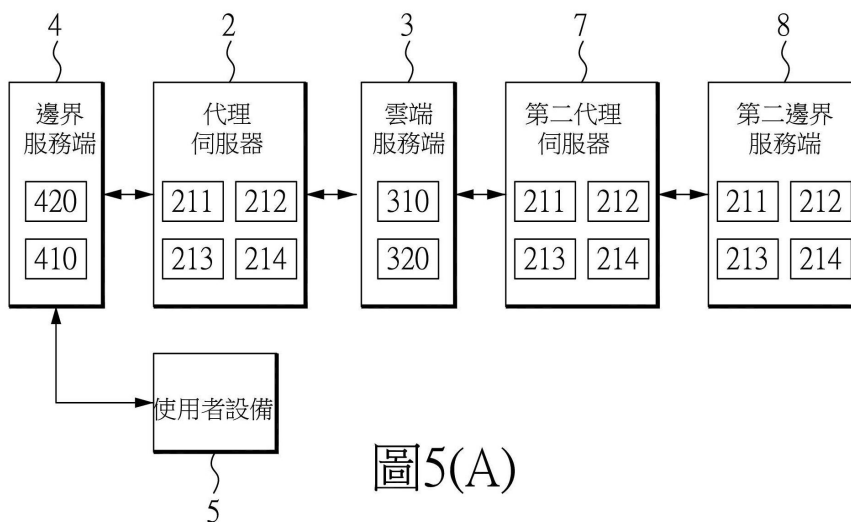 4
2
3
7
8
邊界
服務端
420
410
代理
伺服器
211 212
213 214
雲端
服務端
310
320
第二代理
伺服器
211 212
213 214
第二邊界
服務端
211 212
213 214
使用者設備
5
圖5(A)